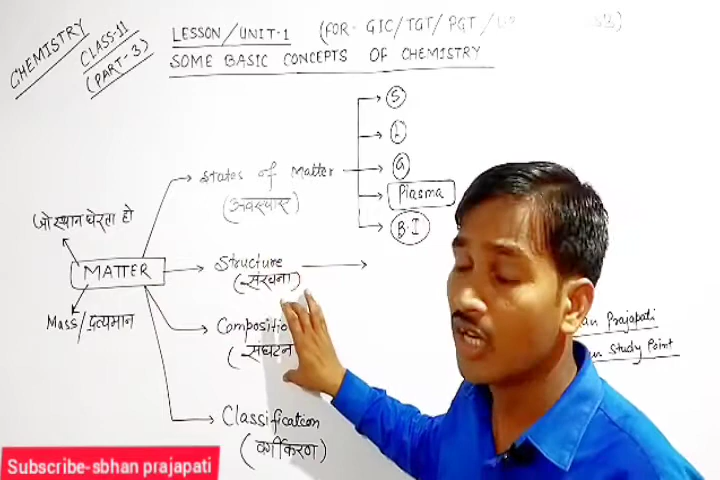 CHEMISTRY
CLASS-11
(PART-3)
LESSON/UNIT-1 (FOR- GIC/TGT/PGT/
SOME BASIC CONCEPTS OF CHEMISTRY
S
L
G
Plasma
B.I
States of Matter
(अवस्थाएं)
जो स्थान घेरता हो
MATTER
Structure
(संरचना)
Mass/द्रव्यमान
Compositio
(संघटन
Classification
(वर्गीकरण)
Prajapati
Study Point
Subscribe-sbhan prajapati